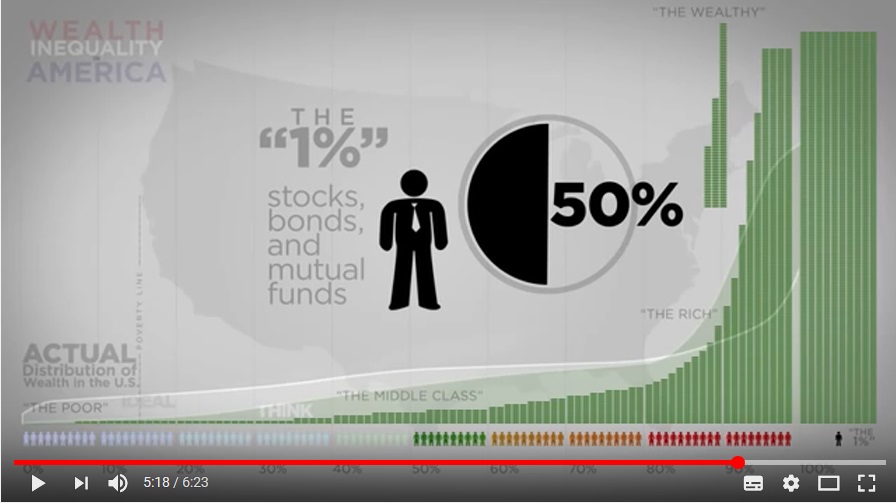 "THE WEALTHY"
WEALTH
INEQUALITY
IN
AMERICA
THE
"1%"
stocks,
bonds,
and
mutual
funds
50%
POVERTY LINE
"THE RICH"
ACTUAL
Distribution of
Wealth in the U.S.
"THE POOR"
IDEAL
THINK
"THE MIDDLE CLASS"
"THE
1%"
0% 30% 40% 50% 60% 70% 80% 90% 100%
5:18 / 6:23